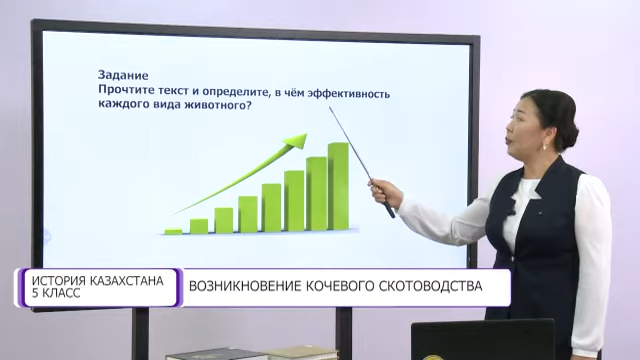 Задание
Прочтите текст и определите, в чём эффективность
каждого вида животного?
ИСТОРИЯ КАЗАХСТАНА
5 КЛАСС
ВОЗНИКНОВЕНИЕ КОЧЕВОГО СКОТОВОДСТВА